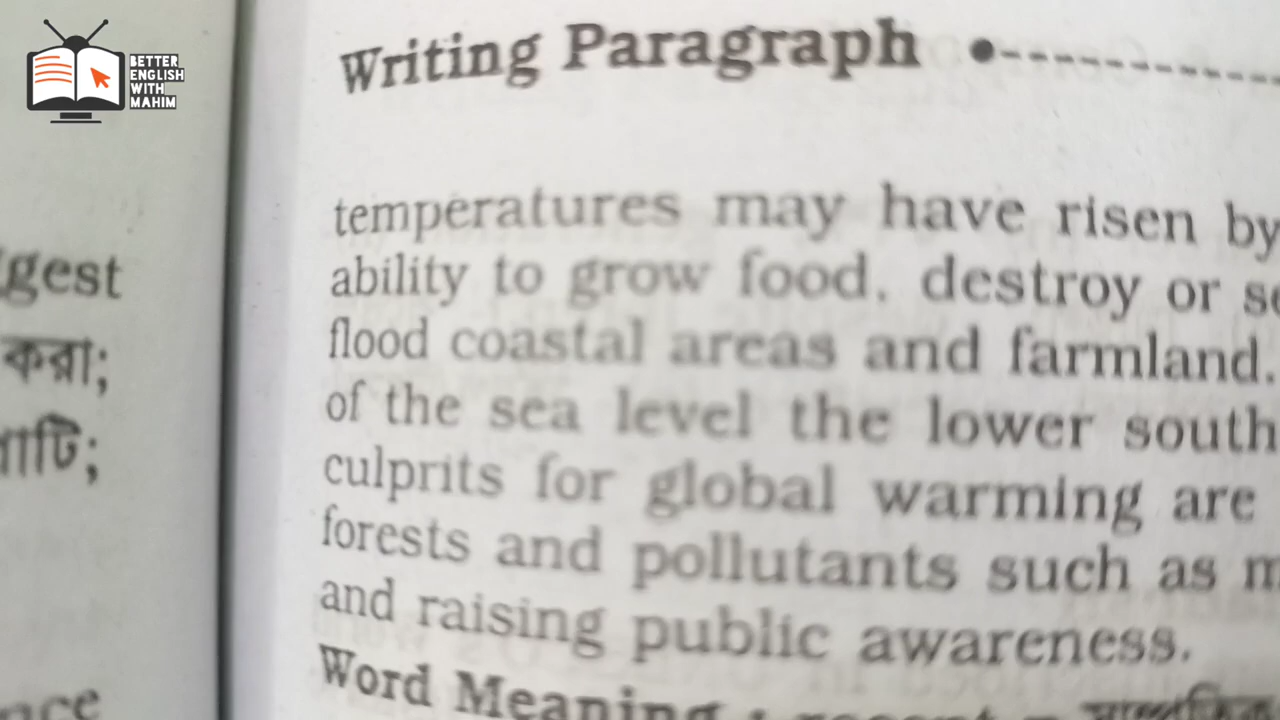 BETTER
ENGLISH
WITH
MAHIM
gest
করা;
টি;
nce
Writing Paragraph
temperatures may have risen by
ability to grow food, destroy or
flood coastal areas and farmland.
of the sea level the lower south
culprits for global warming are
forests and pollutants such as m
and raising public awareness.
Word Meaning : recent –